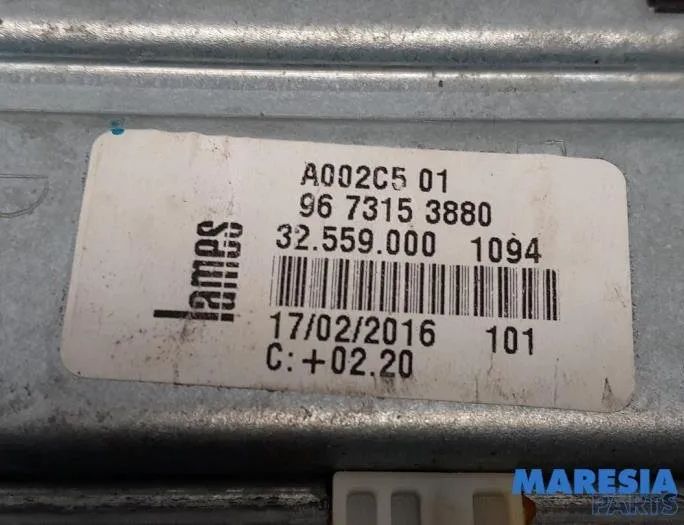 A002C5 01
96 7315 3880
32.559.000 1094
lames
17/02/2016 101
C:+02.20
MARESIA
PARTS